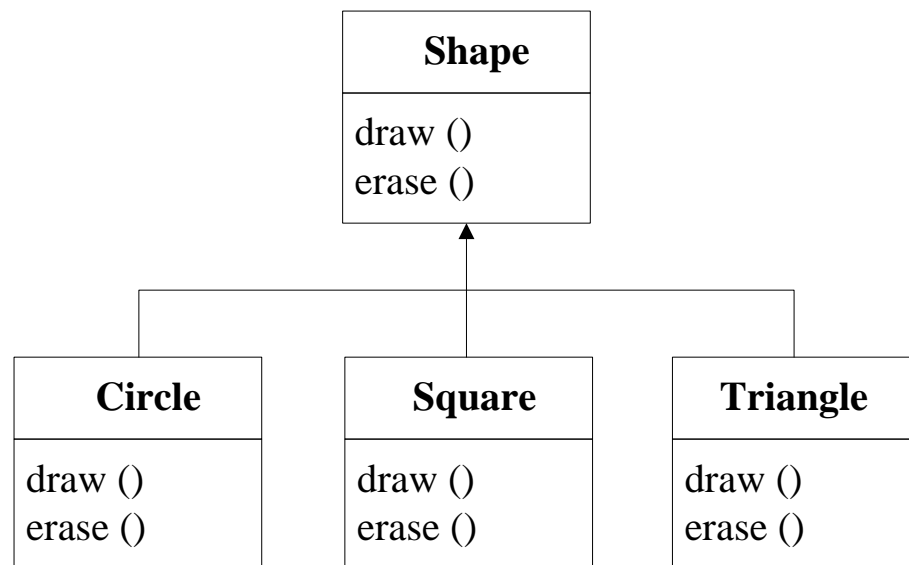 Shape
draw ()
erase ()
Circle
draw ()
erase ()
Square
draw ()
erase ()
Triangle
draw ()
erase ()